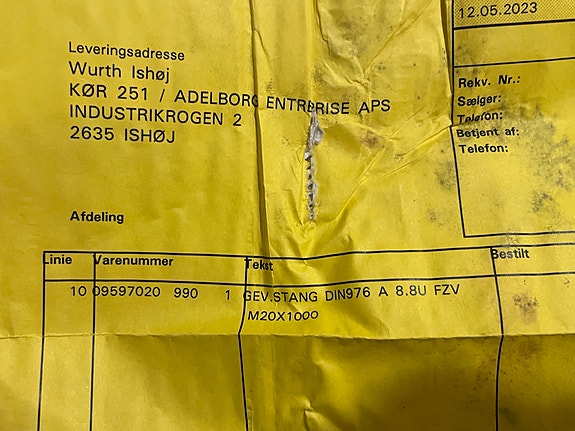 12.05.2023
Leveringsadresse
Wurth Ishøj
KØR 251 / ADELBORG ENTRPRISE APS
INDUSTRIKROGEN 2
2635 ISHØJ
Rekv. Nr.:
Sælger:
Telefon:
Betjent af:
Telefon:
Afdeling
Linie Varenummer Tekst Bestilt
10 09597020 990 1 GEV.STANG DIN976 A 8.8U FZV
M20X1000